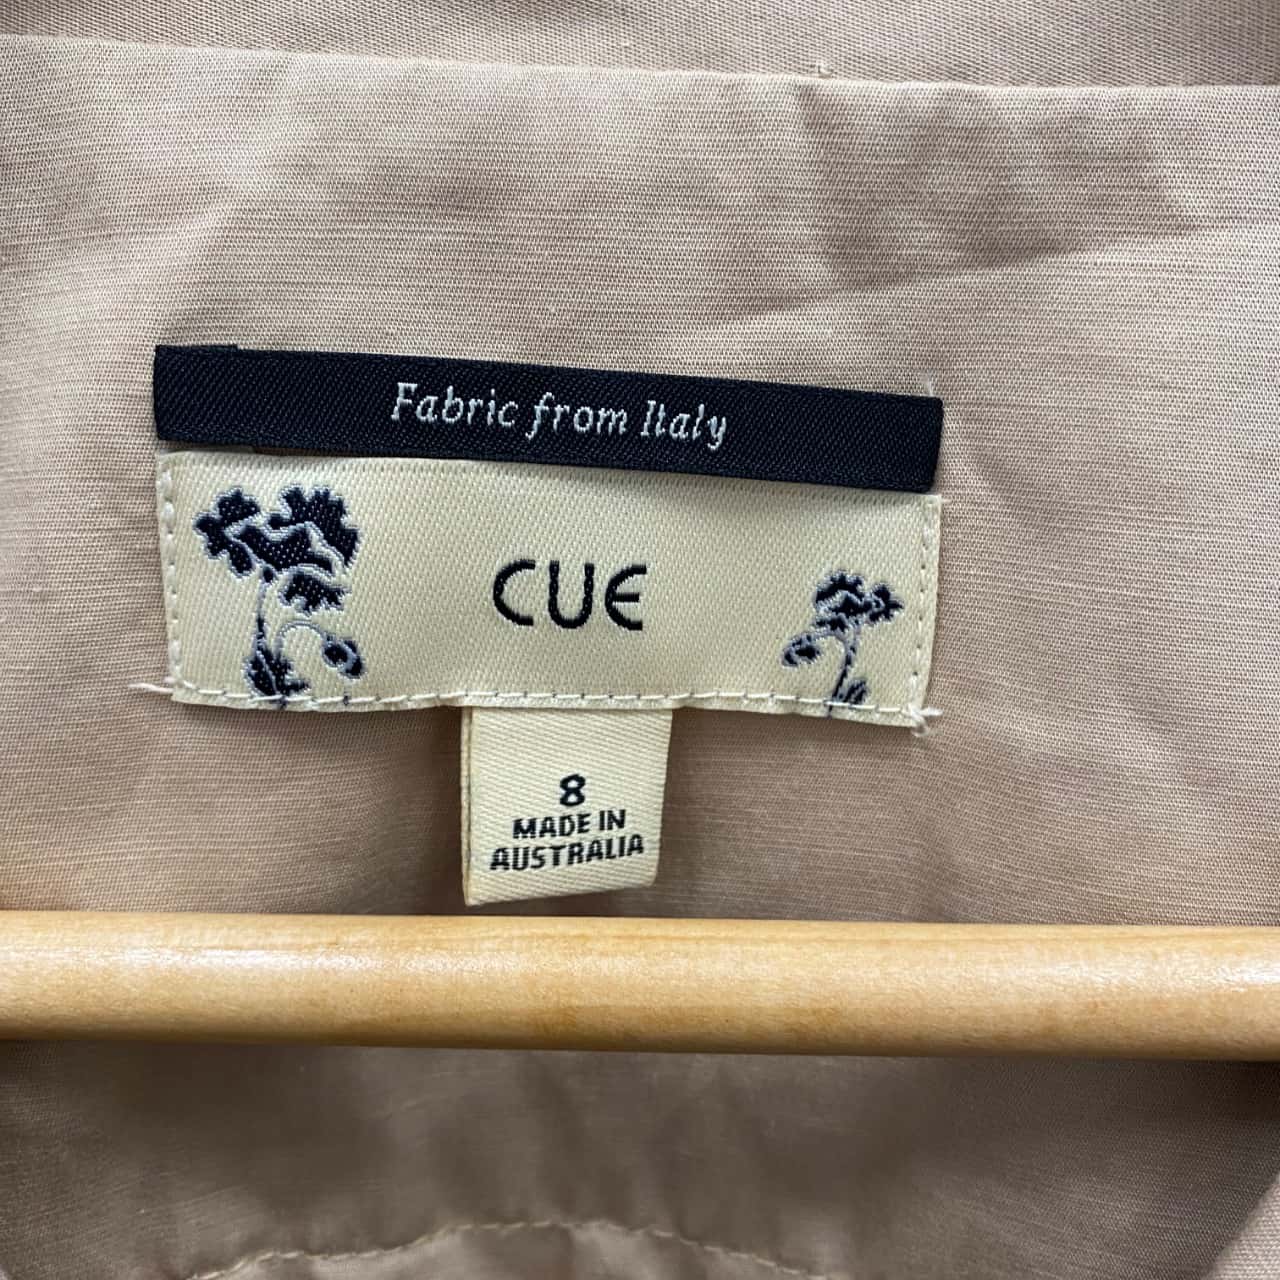 Fabric from Italy
CUE
8
MADE IN
AUSTRALIA